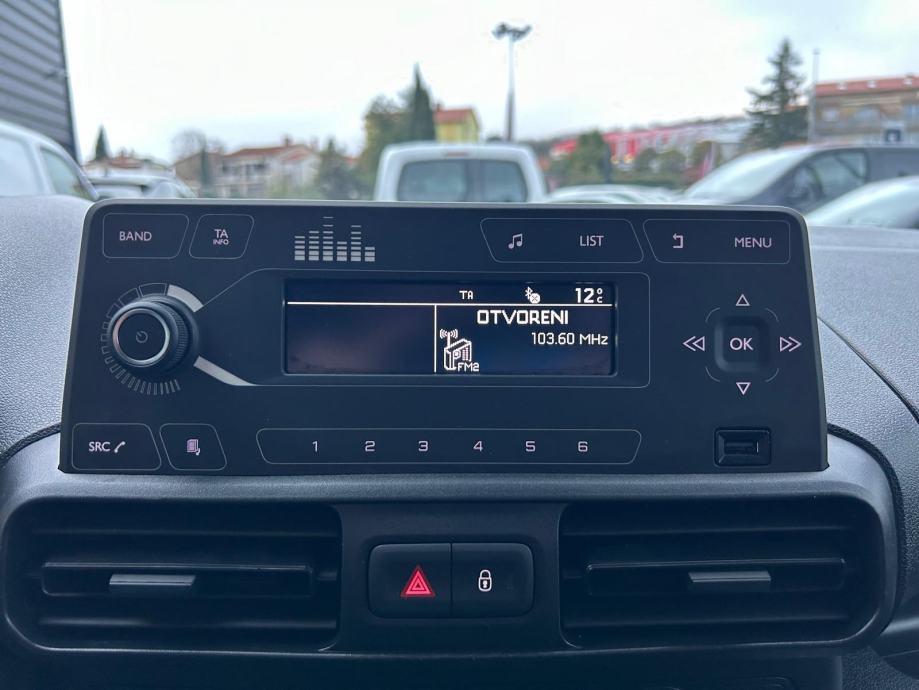 BAND
TA
INFO
LIST
MENU
TA
12°C
OTVORENI
103.60 MHz
FM2
OK
SRC
1 2 3 4 5 6